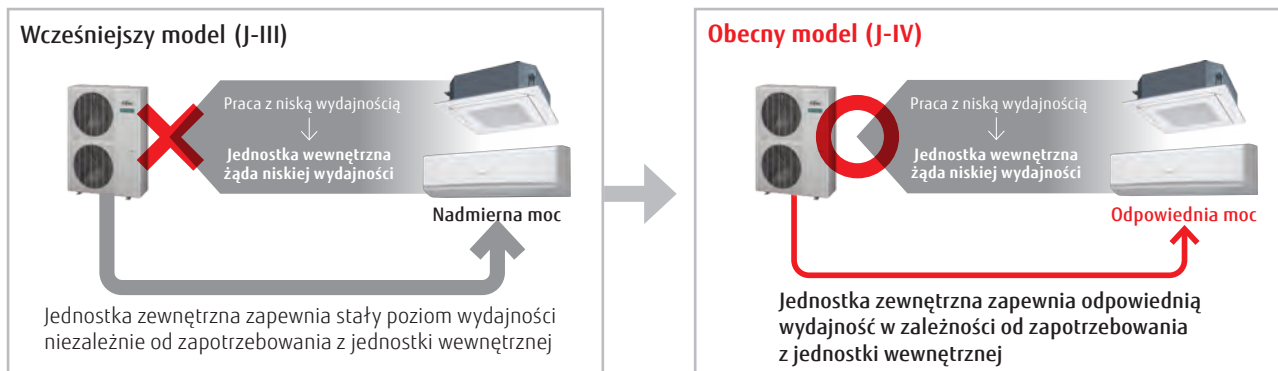 Wcześniejszy model (J-III)
Praca z niską wydajnością
Jednostka wewnętrzna
żąda niskiej wydajności
Nadmierna moc
Jednostka zewnętrzna zapewnia stały poziom wydajności
niezależnie od zapotrzebowania z jednostki wewnętrznej
Obecny model (J-IV)
Praca z niską wydajnością
Jednostka wewnętrzna
żąda niskiej wydajności
Odpowiednia moc
Jednostka zewnętrzna zapewnia odpowiednią
wydajność w zależności od zapotrzebowania
z jednostki wewnętrznej